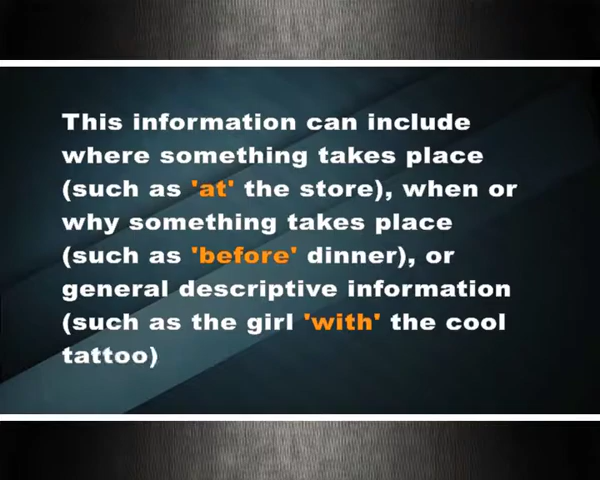 This information can include
where something takes place
(such as 'at' the store), when or
why something takes place
(such as 'before' dinner), or
general descriptive information
(such as the girl 'with' the cool
tattoo)